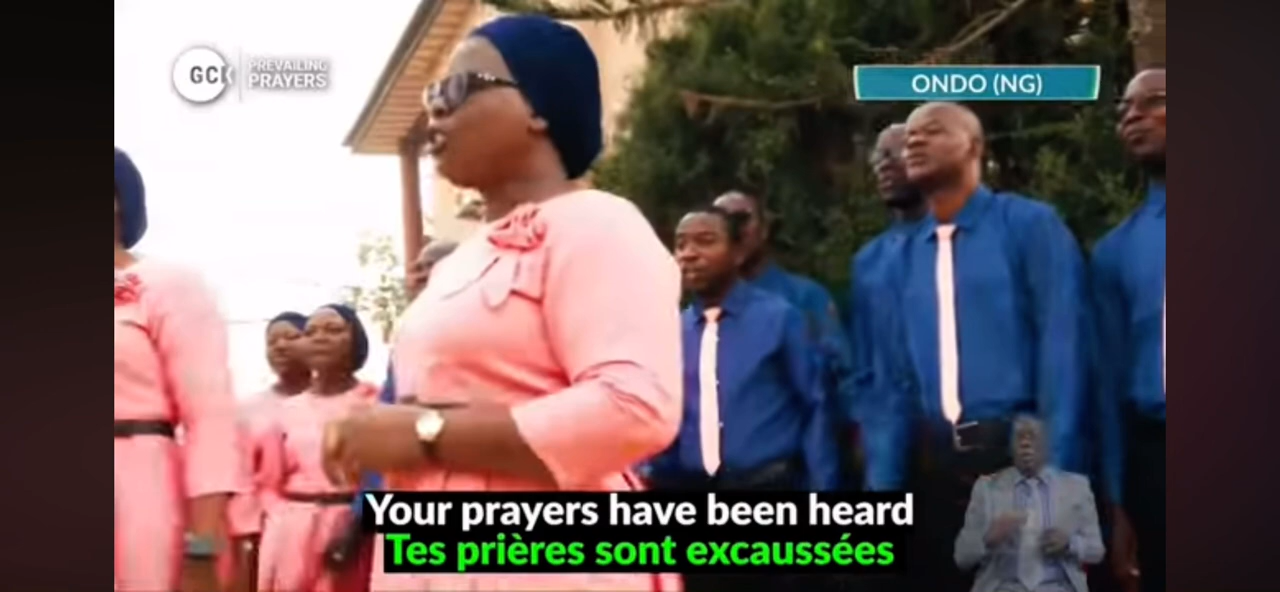 GCK
PREVAILING
PRAYERS
ONDO (NG)
Your prayers have been heard
Tes prières sont excaussées